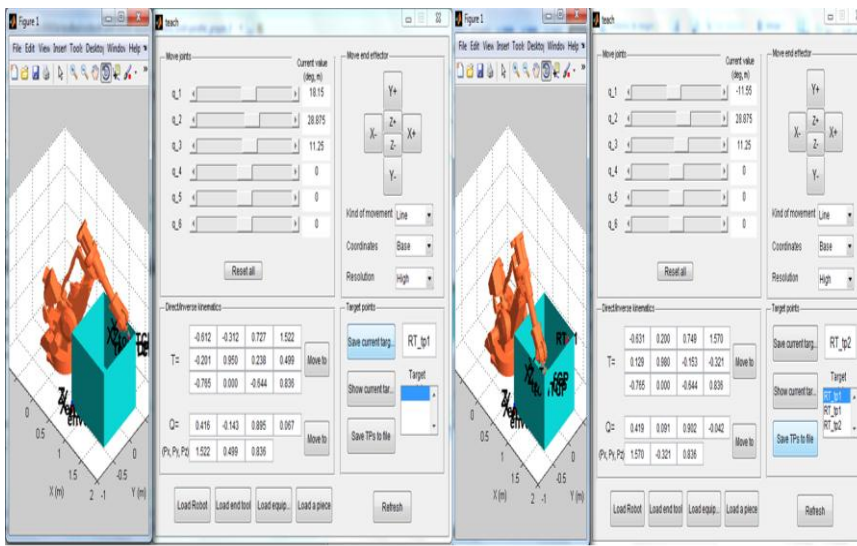 Figure 1
File Edit View Insert Tools Desktop Window Help
0
0.5
1
1.5
2
X (m)
-1
-0.5
0
Y (m)
teach
Move joints
Current value
(deg, m)
q_1 18.15
q_2 28.875
q_3 11.25
q_4 0
q_5 0
q_6 0
Reset all
Move end effector
Y+
X- Z+ X+
Z-
Y-
Kind of movement Line
Coordinates Base
Resolution High
Direct/Inverse kinematics
-0.612 -0.312 0.727 1.522
T= -0.201 0.950 0.238 0.499 Move to
-0.765 0.000 -0.644 0.836
Q= 0.416 -0.143 0.895 0.067 Move to
(Px, Py, Pz) 1.522 0.499 0.836
Target points
Save current targ... RT_tp1
Show current tar... Target
Save TPs to file
Load Robot Load end tool Load equip... Load a piece Refresh
Figure 1
File Edit View Insert Tools Desktop Window Help
0
0.5
1
1.5
2
X (m)
-1
-0.5
0
Y (m)
teach
Move joints
Current value
(deg, m)
q_1 -11.55
q_2 28.875
q_3 11.25
q_4 0
q_5 0
q_6 0
Reset all
Move end effector
Y+
X- Z+ X+
Z-
Y-
Kind of movement Line
Coordinates Base
Resolution High
Direct/Inverse kinematics
-0.631 0.200 0.749 1.570
T= 0.129 0.980 -0.153 -0.321 Move to
-0.765 0.000 -0.644 0.836
Q= 0.419 0.091 0.902 -0.042 Move to
(Px, Py, Pz) 1.570 -0.321 0.836
Target points
Save current targ... RT_tp2
Show current tar... Target
RT_tp1
RT_tp1
RT_tp2
Save TPs to file
Load Robot Load end tool Load equip... Load a piece Refresh